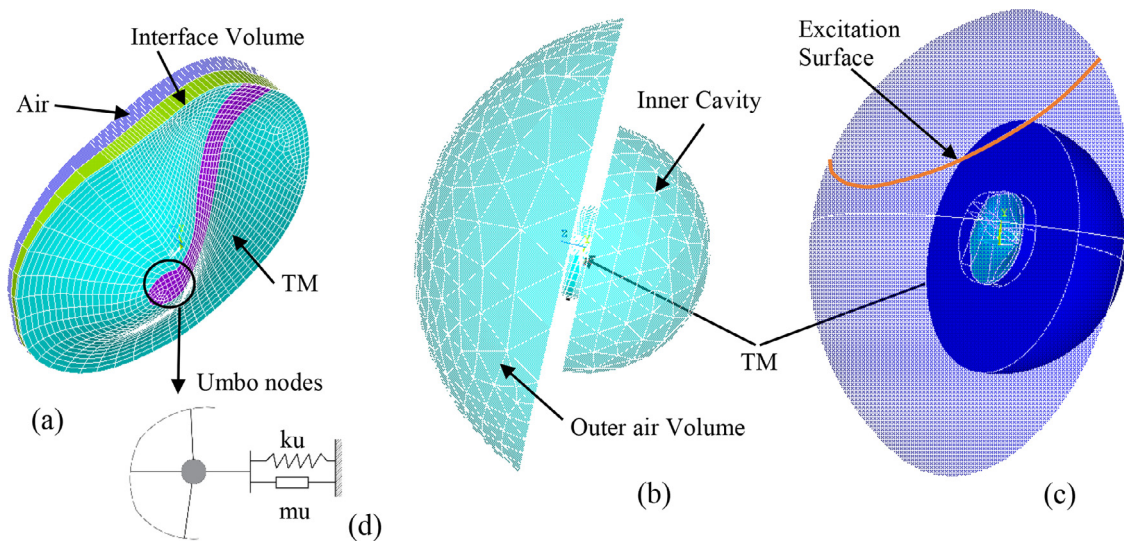 Interface Volume
Air
TM
Umbo nodes
(a)
ku
mu
(d)
Inner Cavity
Z
TM
Outer air Volume
(b)
Excitation
Surface
Y
(c)